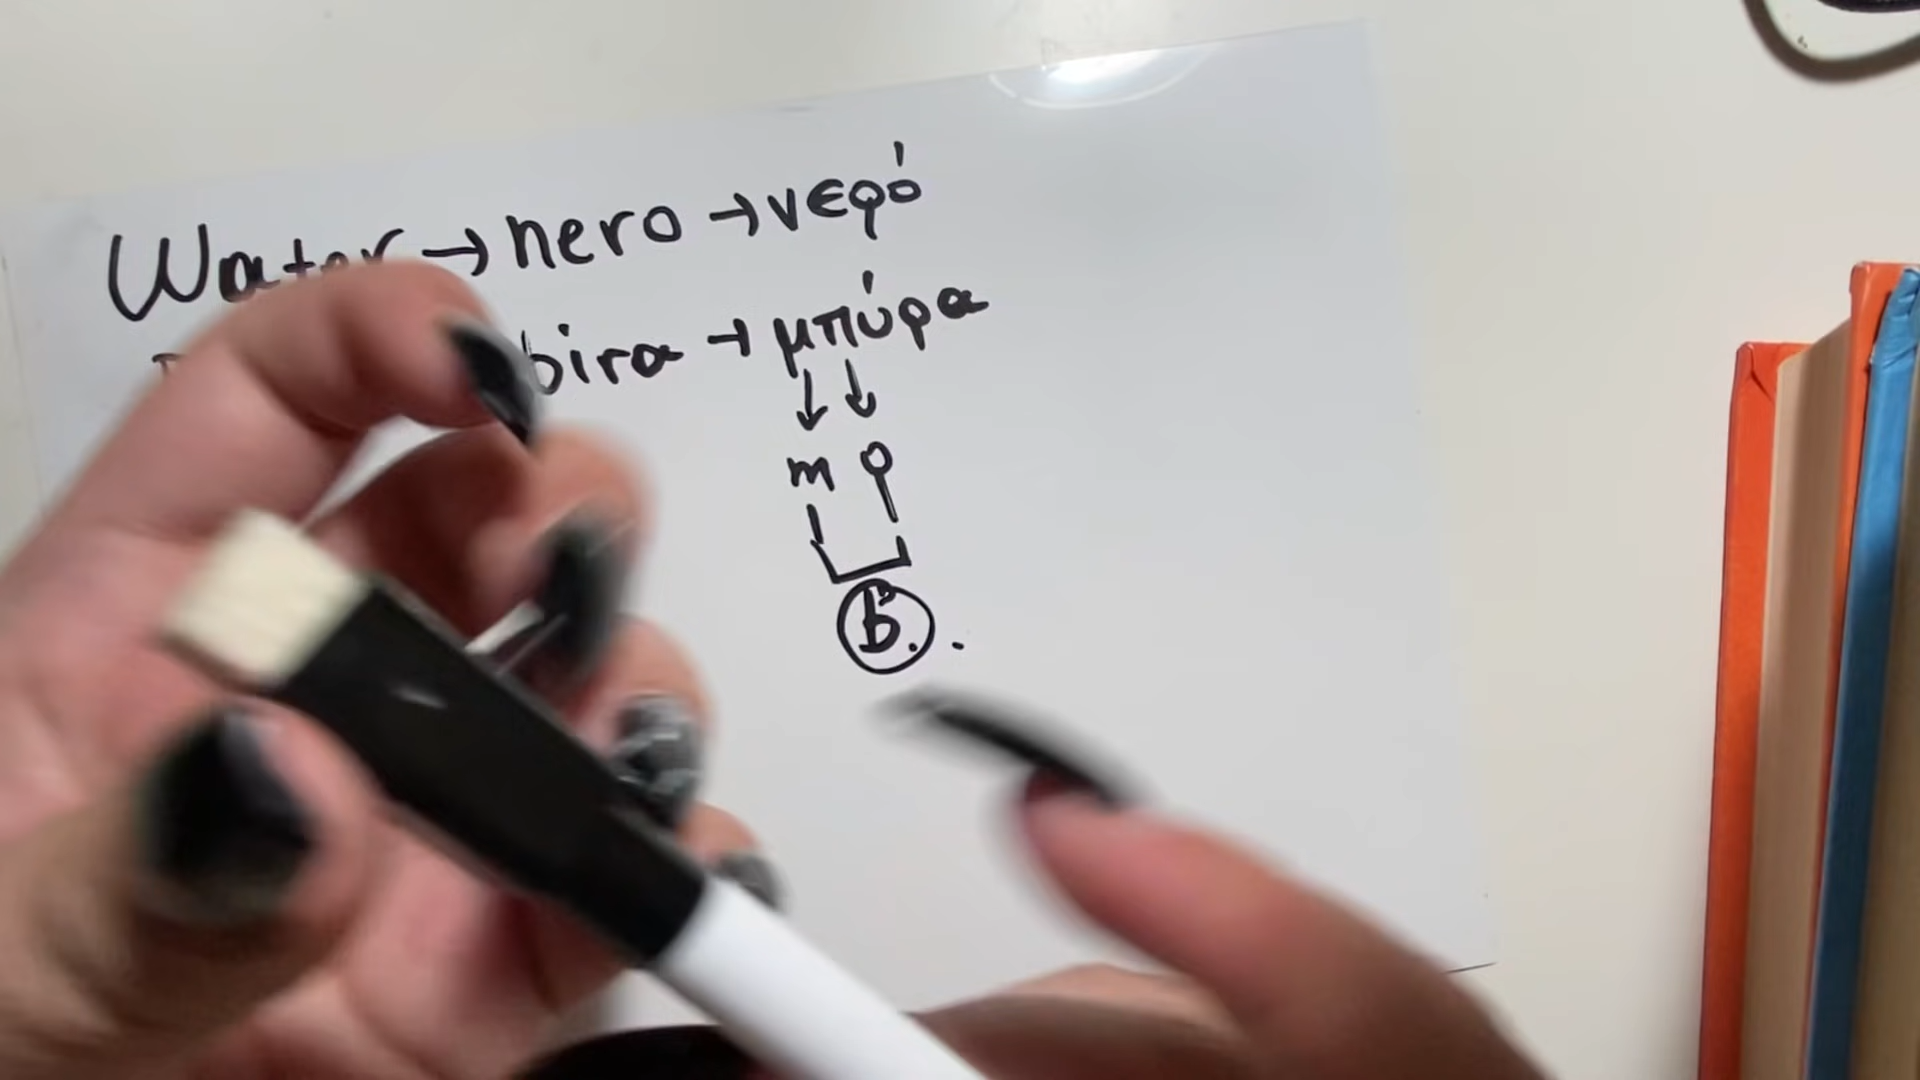 Water → nero → νερό
bira → μπύρα
↓ ↓
m p
b